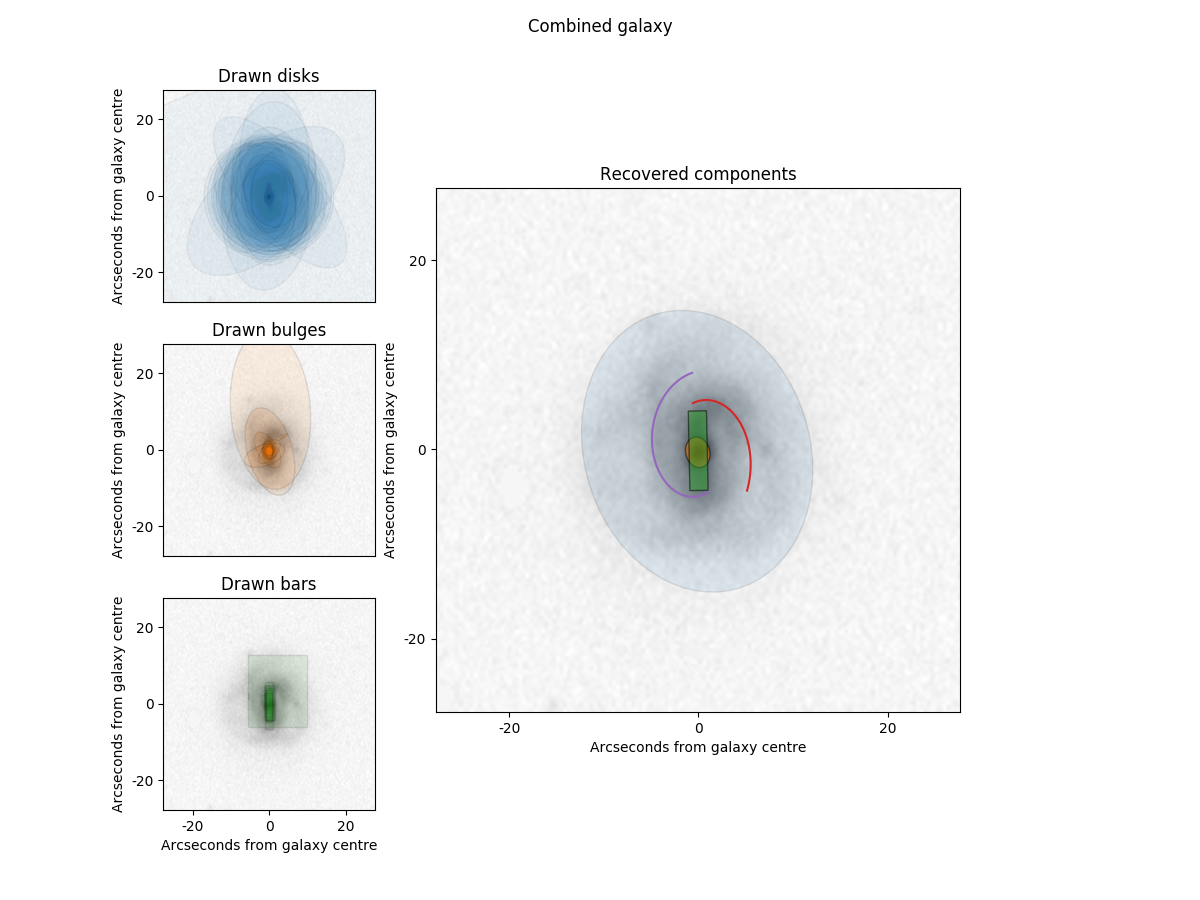 Combined galaxy
Drawn disks
Arcseconds from galaxy centre
20
0
-20
Drawn bulges
Arcseconds from galaxy centre
20
0
-20
Drawn bars
Arcseconds from galaxy centre
20
0
-20
-20 0 20
Arcseconds from galaxy centre
Recovered components
Arcseconds from galaxy centre
20
0
-20
-20 0 20
Arcseconds from galaxy centre